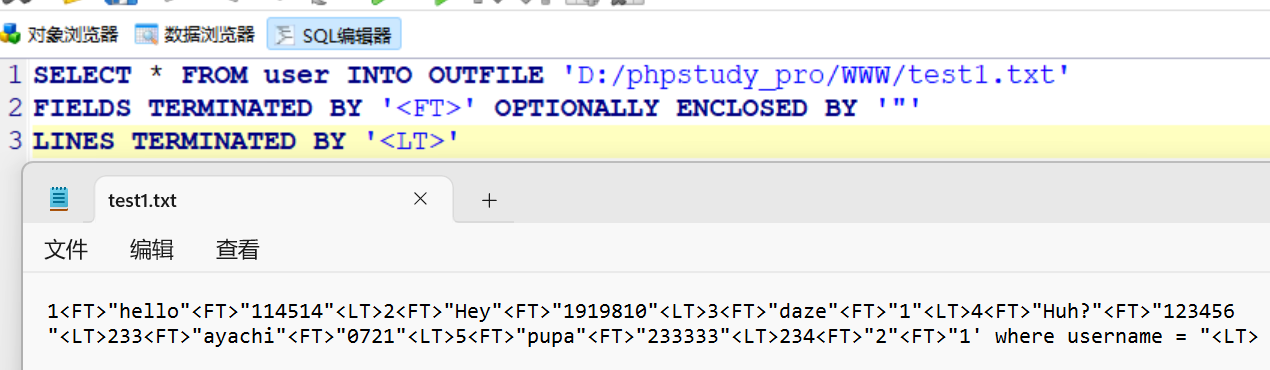 对象浏览器 数据浏览器 SQL编辑器
1 SELECT * FROM user INTO OUTFILE 'D:/phpstudy_pro/WWW/test1.txt'
2 FIELDS TERMINATED BY '<FT>' OPTIONALLY ENCLOSED BY '"'
3 LINES TERMINATED BY '<LT>'
test1.txt × +
文件 编辑 查看
1<FT>"hello"<FT>"114514"<LT>2<FT>"Hey"<FT>"1919810"<LT>3<FT>"daze"<FT>"1"<LT>4<FT>"Huh?"<FT>"123456
"<LT>233<FT>"ayachi"<FT>"0721"<LT>5<FT>"pupa"<FT>"233333"<LT>234<FT>"2"<FT>"1' where username = "<LT>